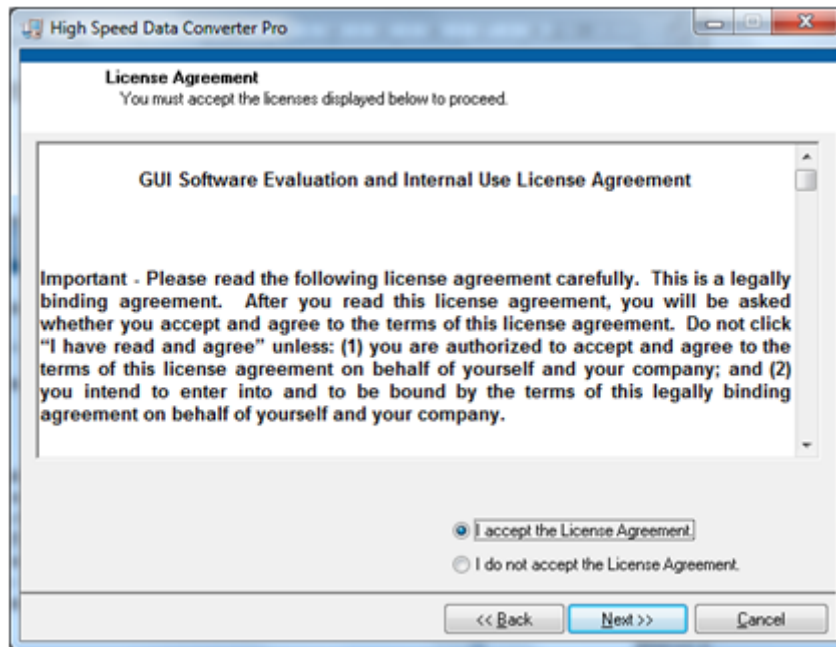 High Speed Data Converter Pro
License Agreement
You must accept the licenses displayed below to proceed.
GUI Software Evaluation and Internal Use License Agreement
Important - Please read the following license agreement carefully.  This is a legally
binding agreement.  After you read this license agreement, you will be asked
whether you accept and agree to the terms of this license agreement.  Do not click
“I have read and agree” unless: (1) you are authorized to accept and agree to the
terms of this license agreement on behalf of yourself and your company; and (2)
you intend to enter into and to be bound by the terms of this legally binding
agreement on behalf of yourself and your company.
I accept the License Agreement.
I do not accept the License Agreement.
<< Back
Next >>
Cancel